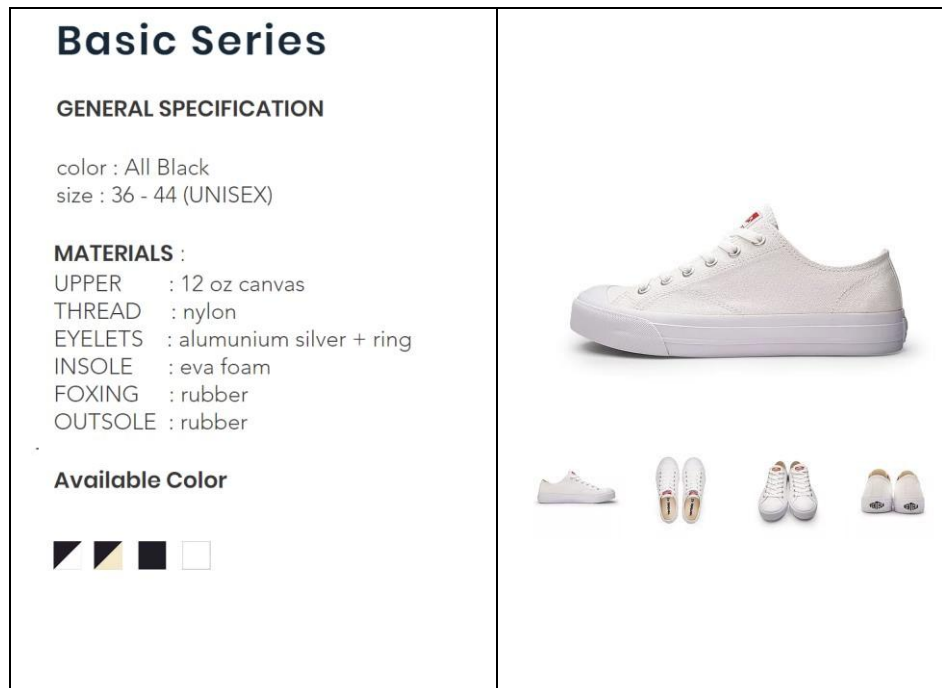 Basic Series
GENERAL SPECIFICATION
color : All Black
size : 36 - 44 (UNISEX)
MATERIALS :
UPPER : 12 oz canvas
THREAD : nylon
EYELETS : alumunium silver + ring
INSOLE : eva foam
FOXING : rubber
OUTSOLE : rubber
.
Available Color